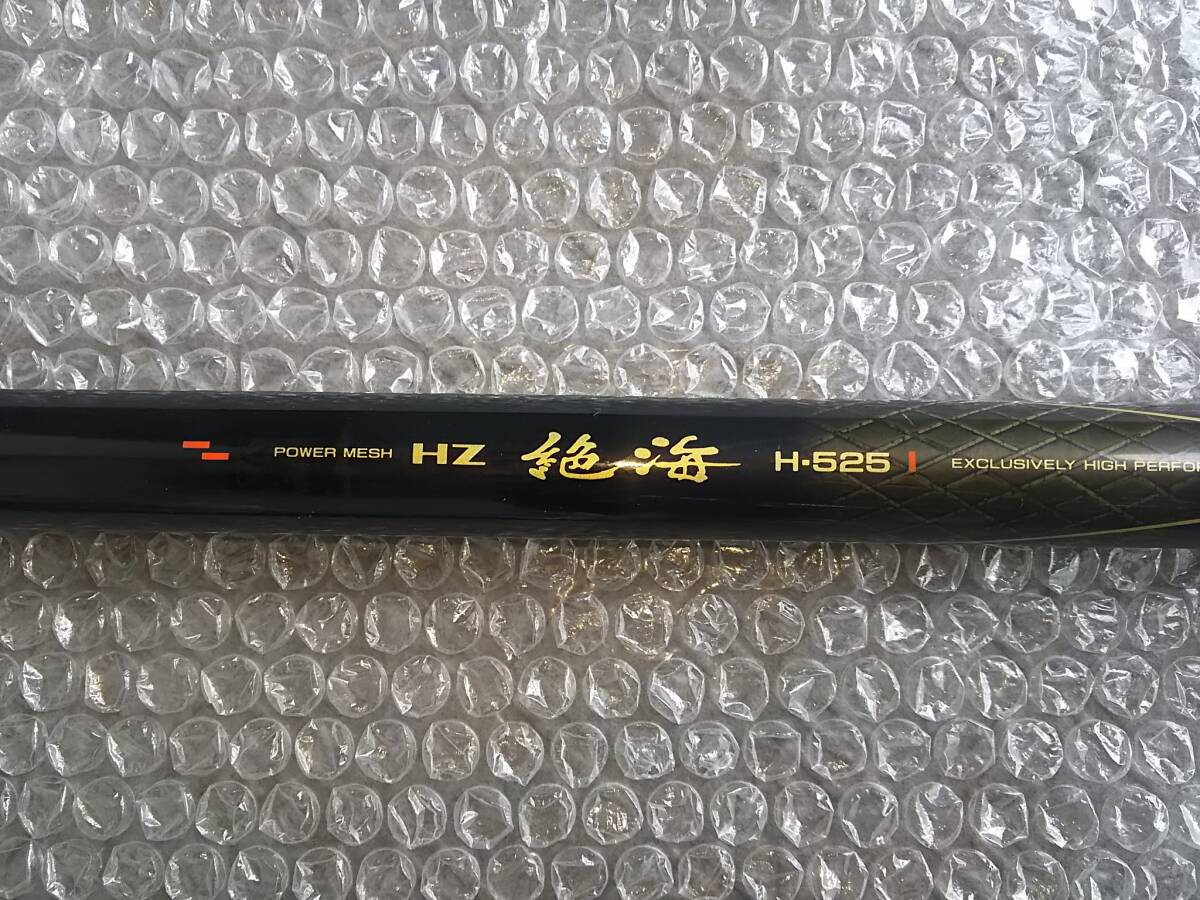 POWER MESH HZ 絶海 H•525 EXCLUSIVELY HIGH PERFOR